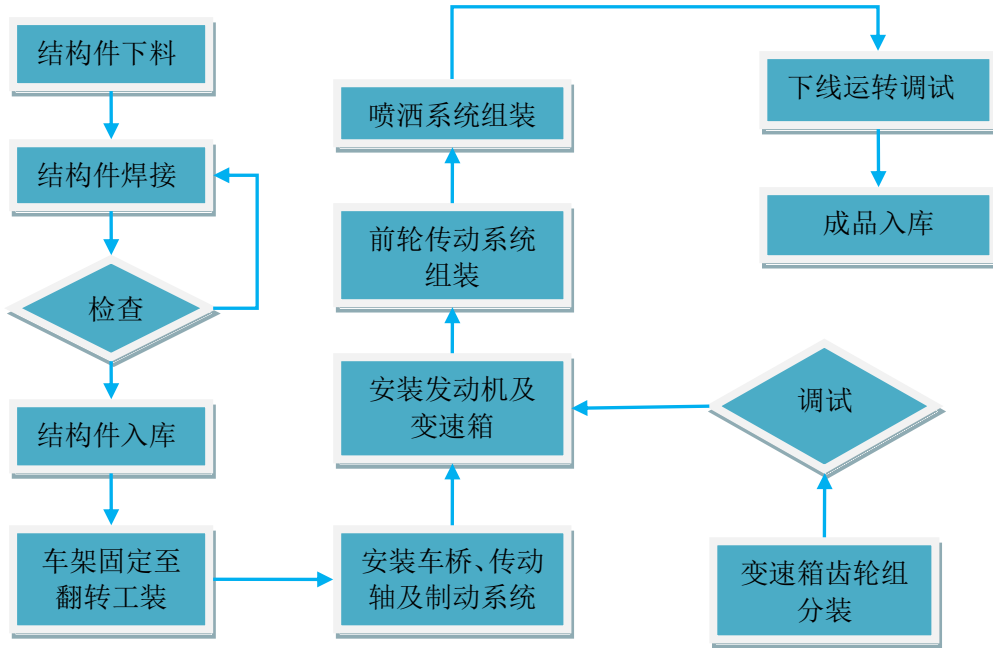 结构件下料
结构件焊接
检查
结构件入库
车架固定至
翻转工装
安装车桥、传动
轴及制动系统
安装发动机及
变速箱
前轮传动系统
组装
喷洒系统组装
下线运转调试
成品入库
调试
变速箱齿轮组
分装